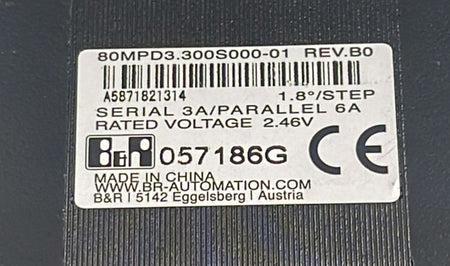 80MPD3.300S000-01 REV.B0
A5871821314 1.8°/STEP
SERIAL 3A/PARALLEL 6A
RATED VOLTAGE 2.46V
B&R 057186G CE
MADE IN CHINA
WWW.BR-AUTOMATION.COM
B&R | 5142 Eggelsberg | Austria